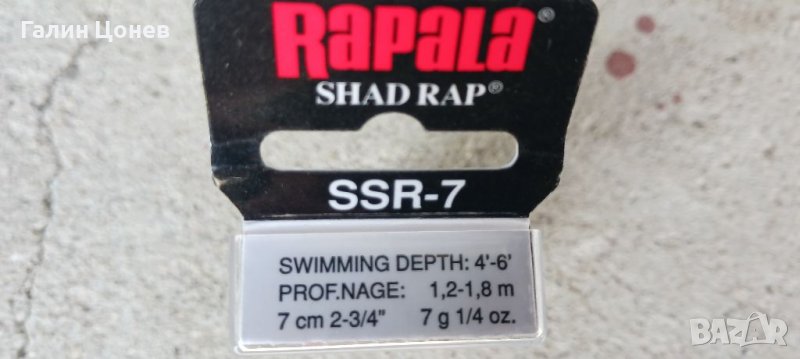 Галин Цонев
RAPALA®
SHAD RAP®
SSR-7
SWIMMING DEPTH: 4'-6'
PROF.NAGE: 1,2-1,8 m
7 cm 2-3/4" 7 g 1/4 oz.
BAZAR